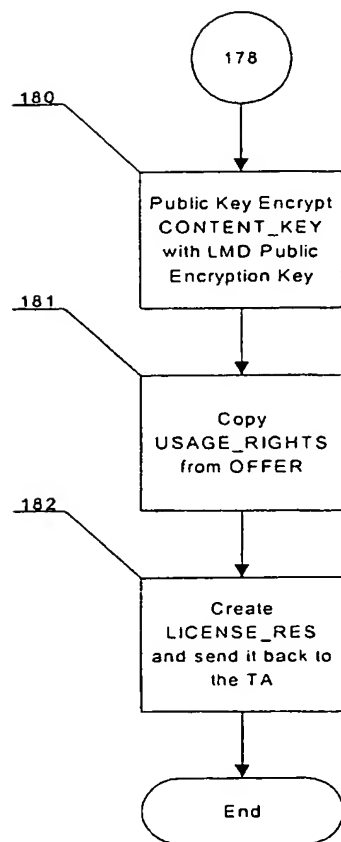 178
180
Public Key Encrypt
CONTENT_KEY
with LMD Public
Encryption Key
181
Copy
USAGE_RIGHTS
from OFFER
182
Create
LICENSE_RES
and send it back to
the TA
End